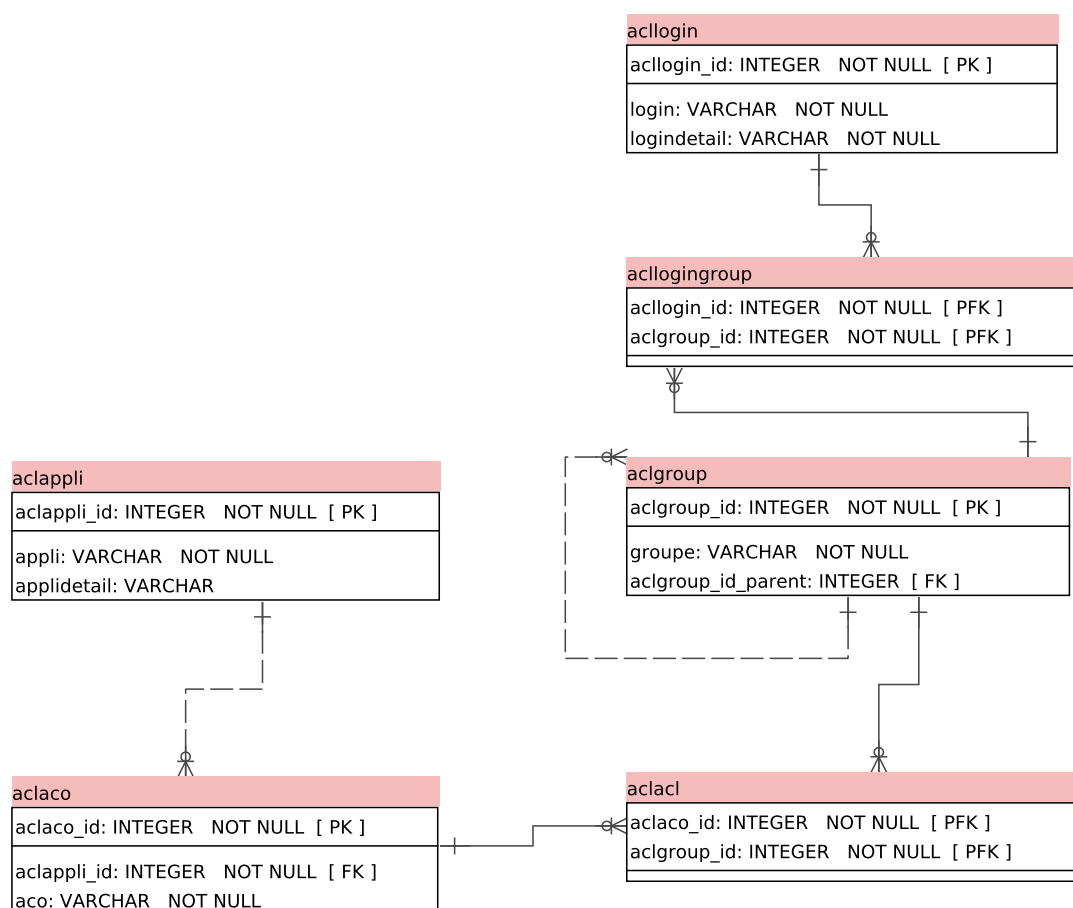 acllogin
acllogin_id: INTEGER NOT NULL [ PK ]
login: VARCHAR NOT NULL
logindetail: VARCHAR NOT NULL
acllogingroup
acllogin_id: INTEGER NOT NULL [ PFK ]
aclgroup_id: INTEGER NOT NULL [ PFK ]
aclgroup
aclgroup_id: INTEGER NOT NULL [ PK ]
groupe: VARCHAR NOT NULL
aclgroup_id_parent: INTEGER [ FK ]
aclappli
aclappli_id: INTEGER NOT NULL [ PK ]
appli: VARCHAR NOT NULL
applidetail: VARCHAR
aclaco
aclaco_id: INTEGER NOT NULL [ PK ]
aclappli_id: INTEGER NOT NULL [ FK ]
aco: VARCHAR NOT NULL
aclacl
aclaco_id: INTEGER NOT NULL [ PFK ]
aclgroup_id: INTEGER NOT NULL [ PFK ]